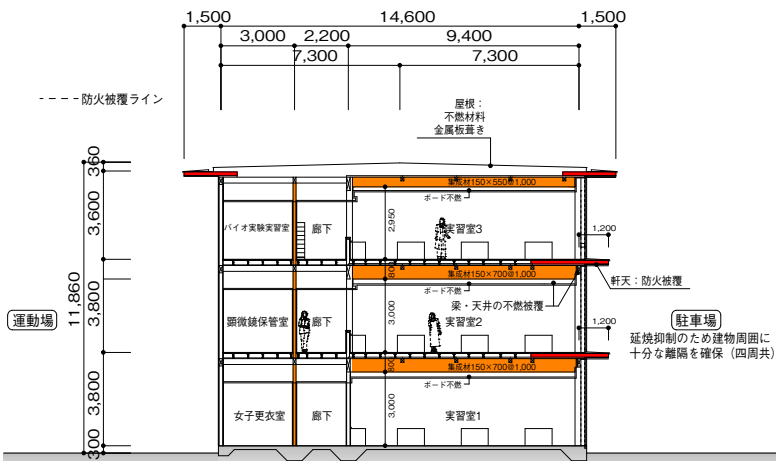 1,500
14,600
1,500
3,000
2,200
9,400
7,300
7,300
防火被覆ライン
屋根：
不燃材料
金属板葺き
360
集成材150×550@1,000
ボード不燃
3,600
2,950
1,200
バイオ実験実習室
廊下
実習室3
800
集成材150×700@1,000
軒天：防火被覆
ボード不燃
梁・天井の不燃被覆
11,860
運動場
3,800
3,000
顕微鏡保管室
廊下
実習室2
1,200
駐車場
延焼抑制のため建物周囲に
十分な離隔を確保（四周共）
800
集成材150×700@1,000
ボード不燃
3,800
3,000
女子更衣室
廊下
実習室1
300